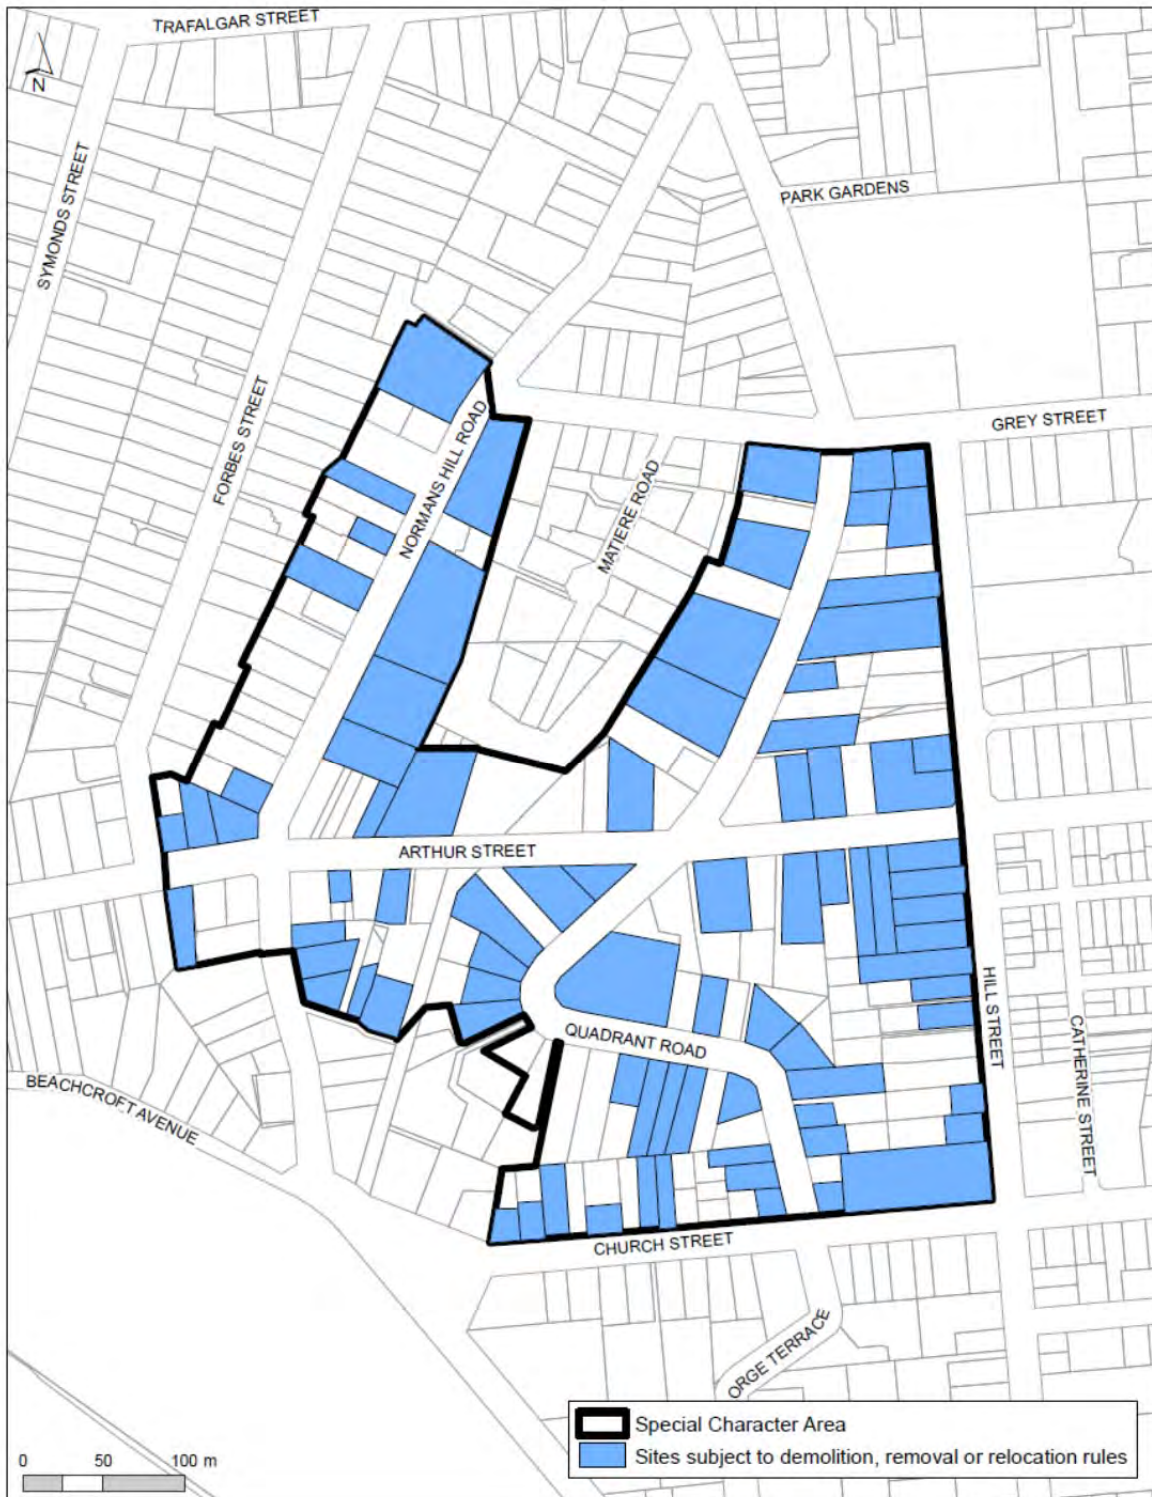 TRAFALGAR STREET
N
SYMONDS STREET
PARK GARDENS
FORBES STREET
NORMANS HILL ROAD
GREY STREET
MATIERE ROAD
ARTHUR STREET
HILL STREET
QUADRANT ROAD
CATHERINE STREET
BEACHCROFT AVENUE
CHURCH STREET
ORGE TERRACE
Special Character Area
Sites subject to demolition, removal or relocation rules
0 50 100 m